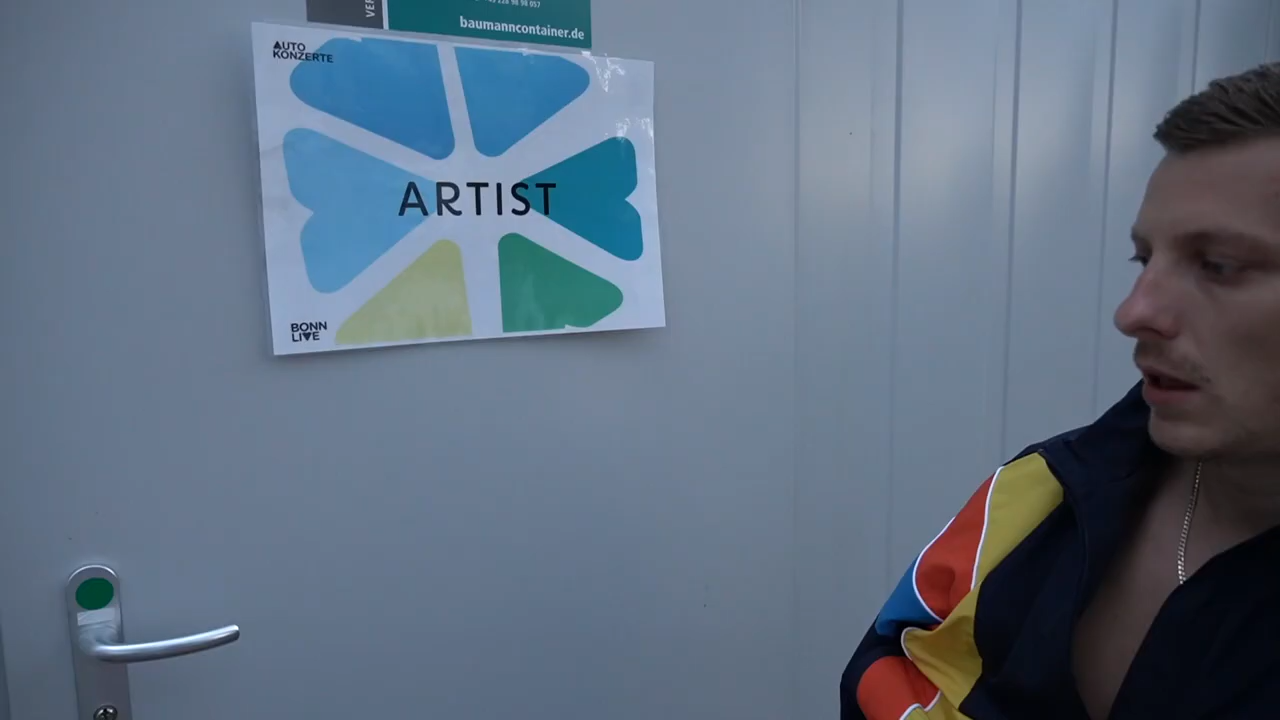 baumanncontainer.de
AUTO
KONZERTE
ARTIST
BONN
LIVE